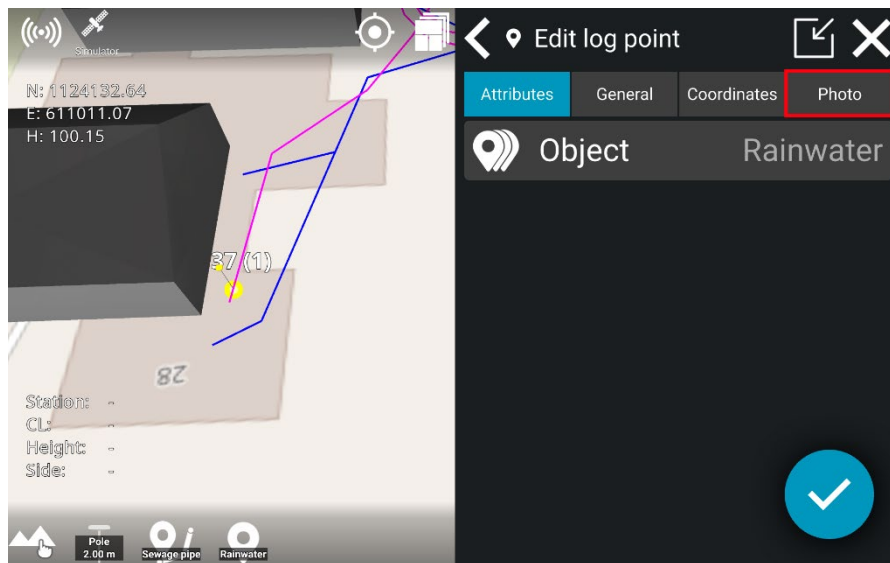 Simulator
N: 1124132.64
E: 611011.07
H: 100.15
37 (1)
28
Station: -
CL: -
Height: -
Side: -
Pole
2.00 m
Sewage pipe
Rainwater
Edit log point
Attributes General Coordinates Photo
Object Rainwater